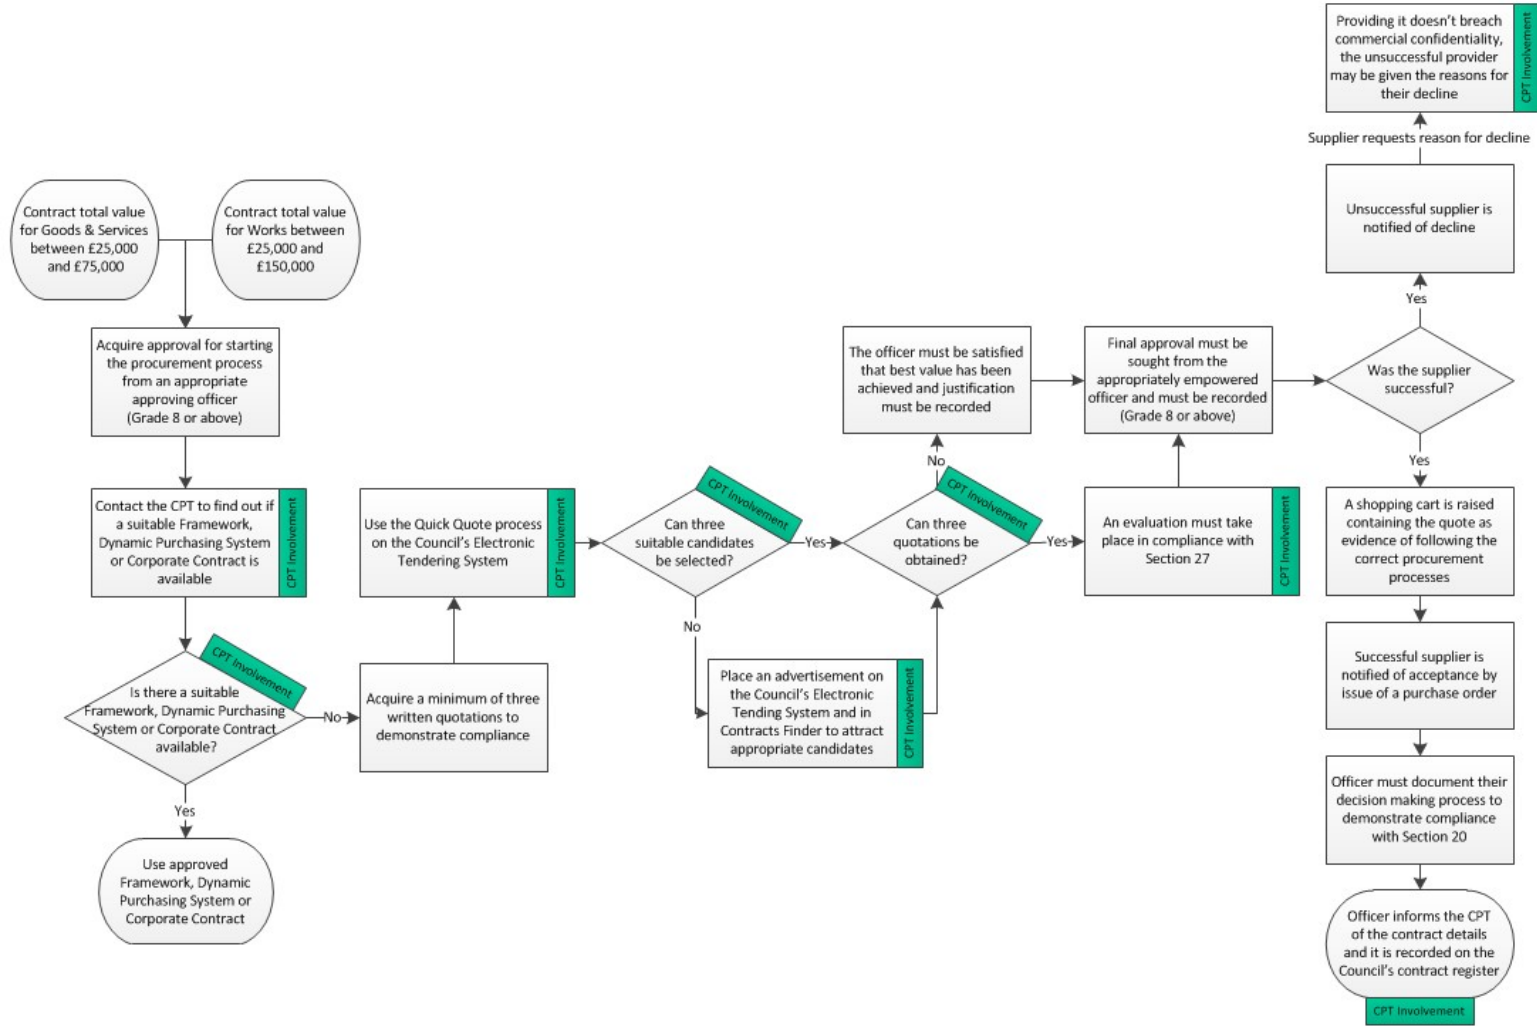 Contract total value
for Goods & Services
between £25,000
and £75,000
Contract total value
for Works between
£25,000 and
£150,000
Acquire approval for starting
the procurement process
from an appropriate
approving officer
(Grade 8 or above)
Contact the CPT to find out if
a suitable Framework,
Dynamic Purchasing System
or Corporate Contract is
available
CPT Involvement
Is there a suitable
Framework, Dynamic Purchasing
System or Corporate Contract
available?
CPT Involvement
Yes
Use approved
Framework, Dynamic
Purchasing System or
Corporate Contract
No
Acquire a minimum of three
written quotations to
demonstrate compliance
Use the Quick Quote process
on the Council's Electronic
Tendering System
CPT Involvement
Can three
suitable candidates
be selected?
CPT Involvement
Yes
No
Place an advertisement on
the Council's Electronic
Tending System and in
Contracts Finder to attract
appropriate candidates
CPT Involvement
Can three
quotations be
obtained?
CPT Involvement
No
The officer must be satisfied
that best value has been
achieved and justification
must be recorded
Yes
An evaluation must take
place in compliance with
Section 27
CPT Involvement
Final approval must be
sought from the
appropriately empowered
officer and must be recorded
(Grade 8 or above)
Was the supplier
successful?
Yes
Unsuccessful supplier is
notified of decline
Supplier requests reason for decline
Providing it doesn't breach
commercial confidentiality,
the unsuccessful provider
may be given the reasons for
their decline
CPT Involvement
Yes
A shopping cart is raised
containing the quote as
evidence of following the
correct procurement
processes
Successful supplier is
notified of acceptance by
issue of a purchase order
Officer must document their
decision making process to
demonstrate compliance
with Section 20
Officer informs the CPT
of the contract details
and it is recorded on the
Council's contract register
CPT Involvement